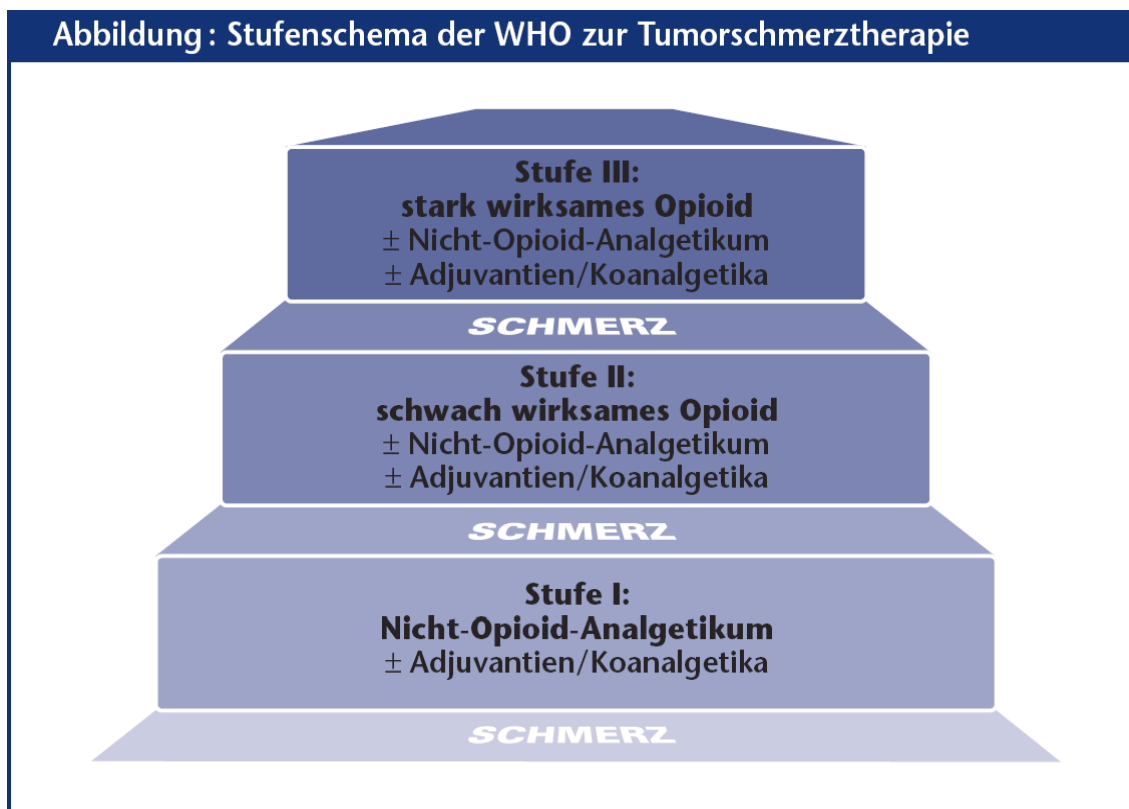 Abbildung : Stufenschema der WHO zur Tumorschmerztherapie
Stufe III:
stark wirksames Opioid
± Nicht-Opioid-Analgetikum
± Adjuvantien/Koanalgetika
SCHMERZ
Stufe II:
schwach wirksames Opioid
± Nicht-Opioid-Analgetikum
± Adjuvantien/Koanalgetika
SCHMERZ
Stufe I:
Nicht-Opioid-Analgetikum
± Adjuvantien/Koanalgetika
SCHMERZ